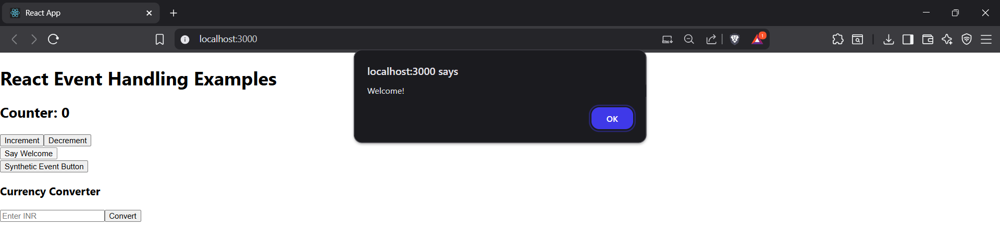 React App
localhost:3000
1
localhost:3000 says
Welcome!
OK
React Event Handling Examples
Counter: 0
Increment Decrement
Say Welcome
Synthetic Event Button
Currency Converter
Enter INR Convert